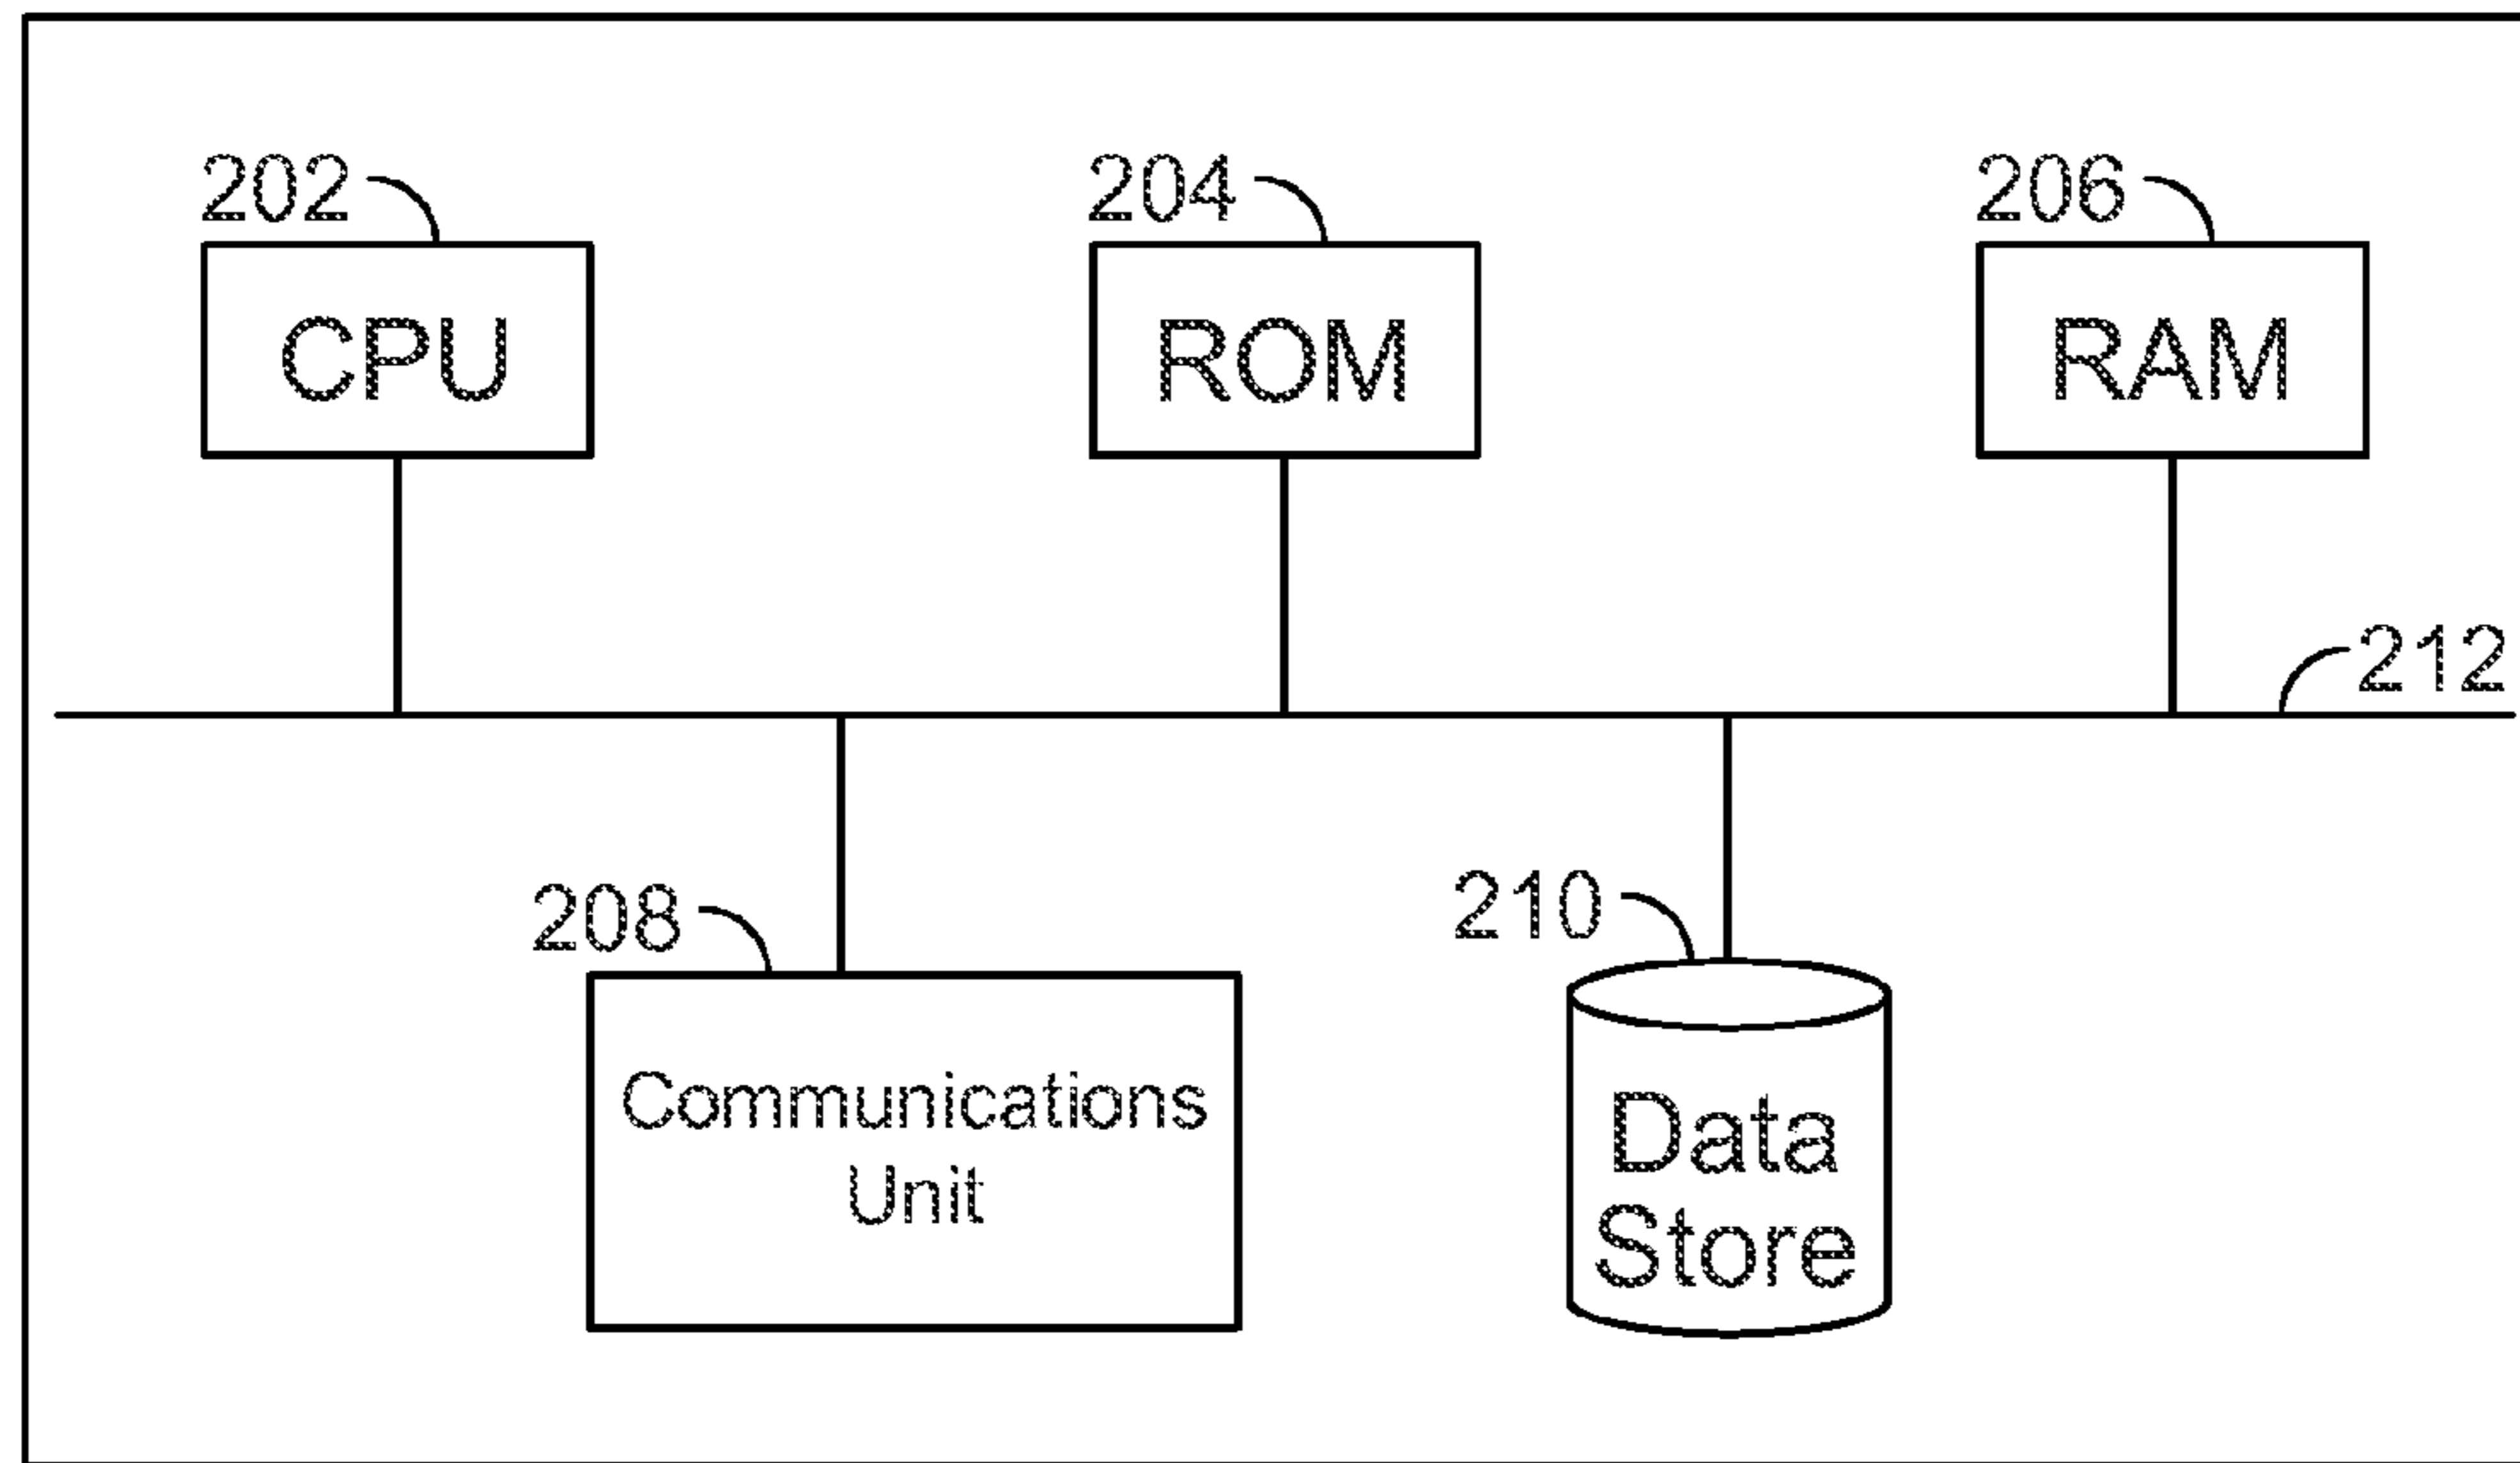 202
204
206
CPU
ROM
RAM
212
208
210
Communications
Unit
Data
Store